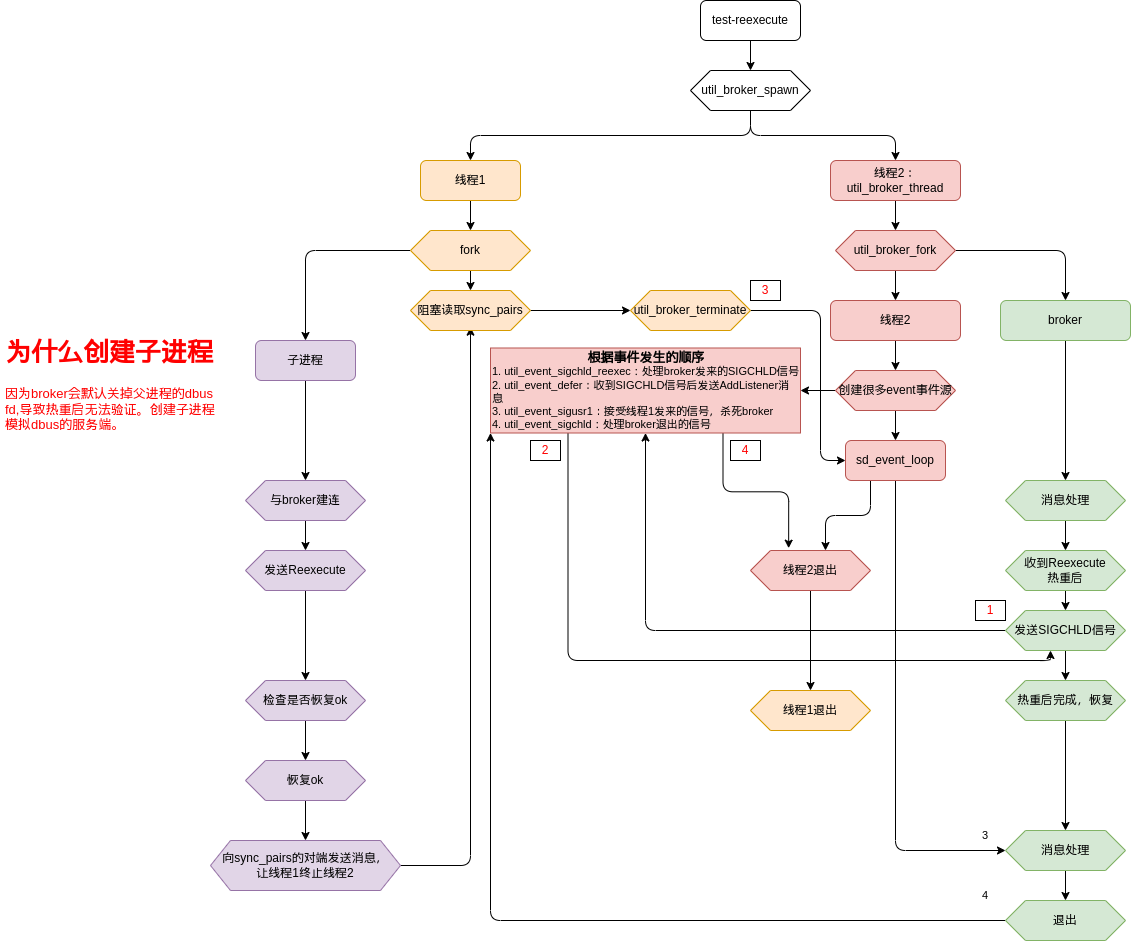 test-reexecute
util_broker_spawn
线程1
线程2：
util_broker_thread
fork
util_broker_fork
阻塞读取sync_pairs
util_broker_terminate
3
线程2
broker
为什么创建子进程
因为broker会默认关掉父进程的dbus
fd,导致热重启无法验证。创建子进程
模拟dbus的服务端。
子进程
根据事件发生的顺序
1. util_event_sigchld_reexec：处理broker发来的SIGCHLD信号
2. util_event_defer：收到SIGCHLD信号后发送AddListener消
息
3. util_event_sigusr1：接受线程1发来的信号，杀死broker
4. util_event_sigchld：处理broker退出的信号
创建很多event事件源
2
4
sd_event_loop
与broker建连
消息处理
发送Reexecute
线程2退出
收到Reexecute
热重启
1
发送SIGCHLD信号
检查是否恢复ok
线程1退出
热重启完成，恢复
恢复ok
3
消息处理
向sync_pairs的对端发送消息，
让线程1终止线程2
4
退出